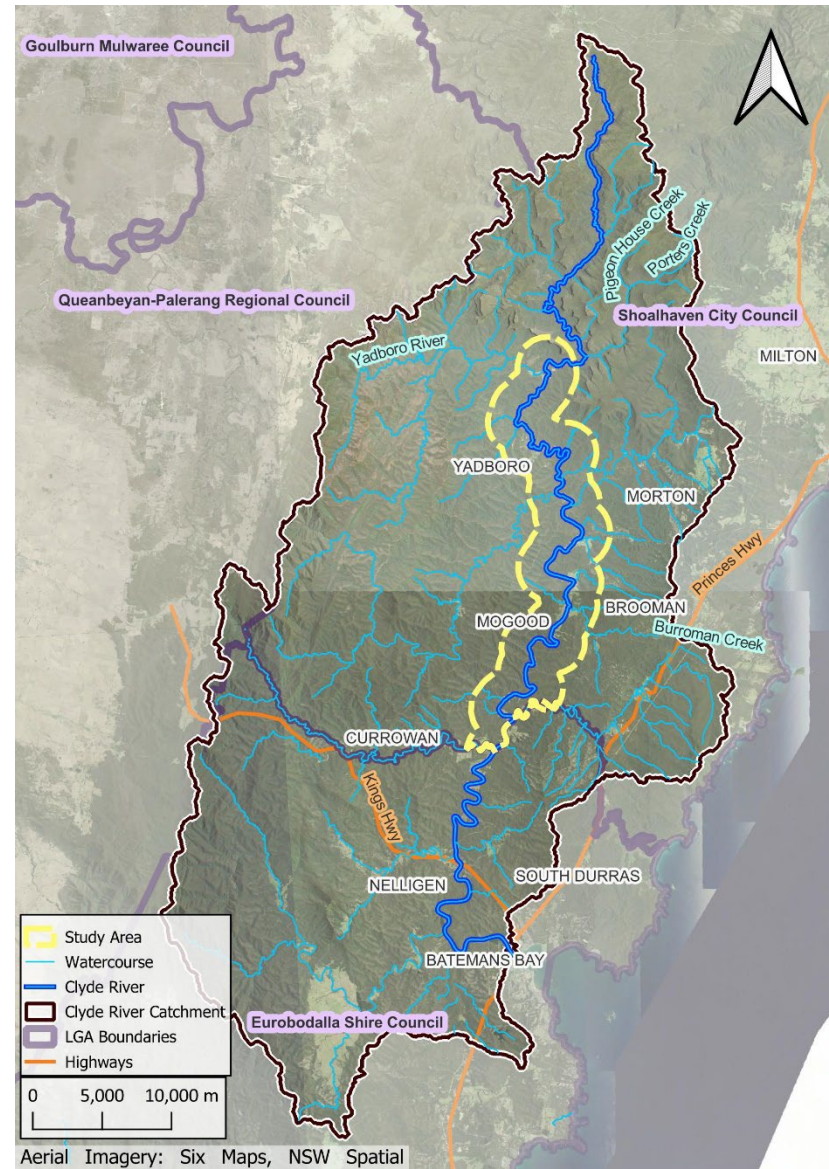 Goulburn Mulwaree Council
Pigeon House Creek
Porters Creek
Queanbeyan-Palerang Regional Council
Shoalhaven City Council
Yadboro River
MILTON
YADBORO
MORTON
Princes Hwy
BROOMAN
MOGOOD
Burroman Creek
CURROWAN
Kings Hwy
SOUTH DURRAS
NELLIGEN
BATEMANS BAY
Eurobodalla Shire Council
Study Area
Watercourse
Clyde River
Clyde River Catchment
LGA Boundaries
Highways
0 5,000 10,000 m
Aerial Imagery: Six Maps, NSW Spatial